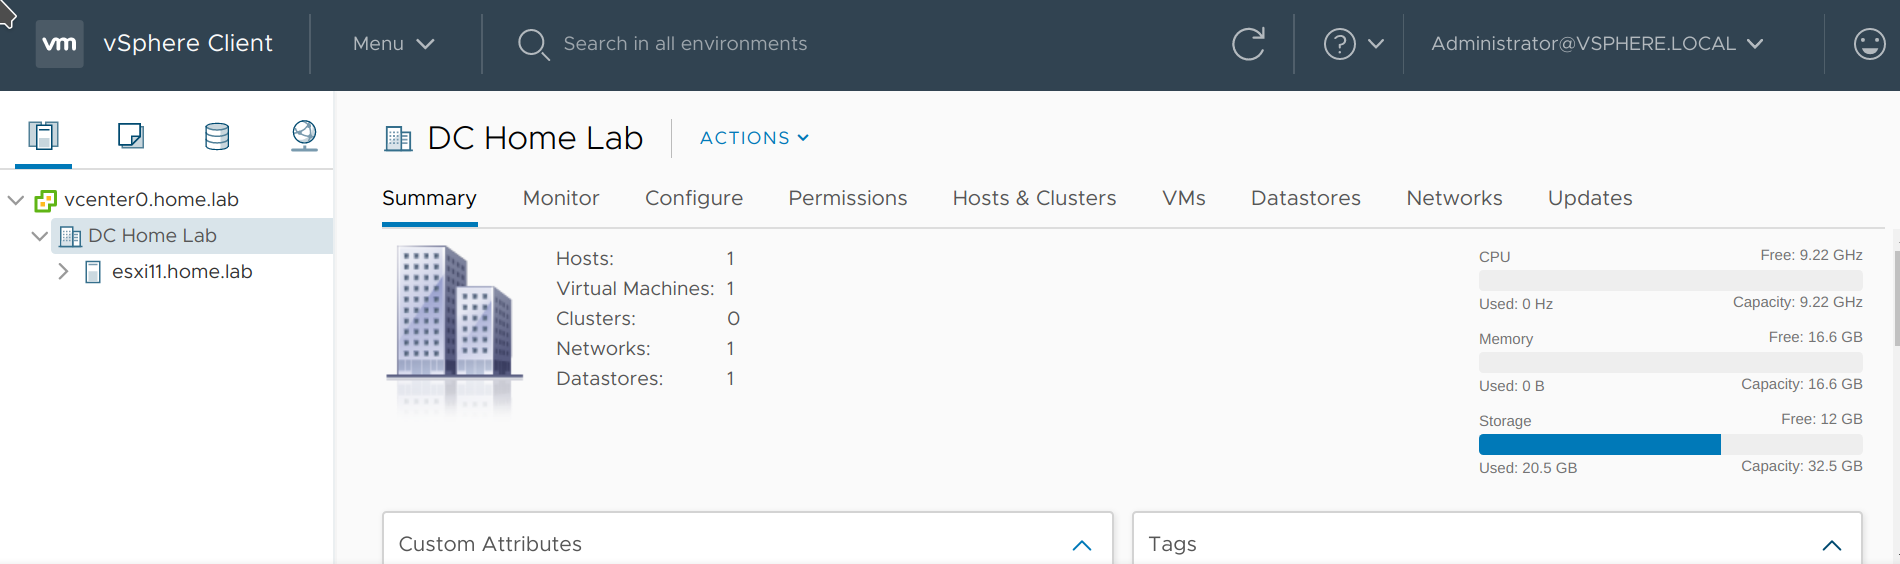 vm vSphere Client Menu Search in all environments Administrator@VSPHERE.LOCAL
vcenter0.home.lab
DC Home Lab
esxi11.home.lab
DC Home Lab ACTIONS
Summary Monitor Configure Permissions Hosts & Clusters VMs Datastores Networks Updates
Hosts: 1
Virtual Machines: 1
Clusters: 0
Networks: 1
Datastores: 1
CPU Free: 9.22 GHz
Used: 0 Hz Capacity: 9.22 GHz
Memory Free: 16.6 GB
Used: 0 B Capacity: 16.6 GB
Storage Free: 12 GB
Used: 20.5 GB Capacity: 32.5 GB
Custom Attributes
Tags